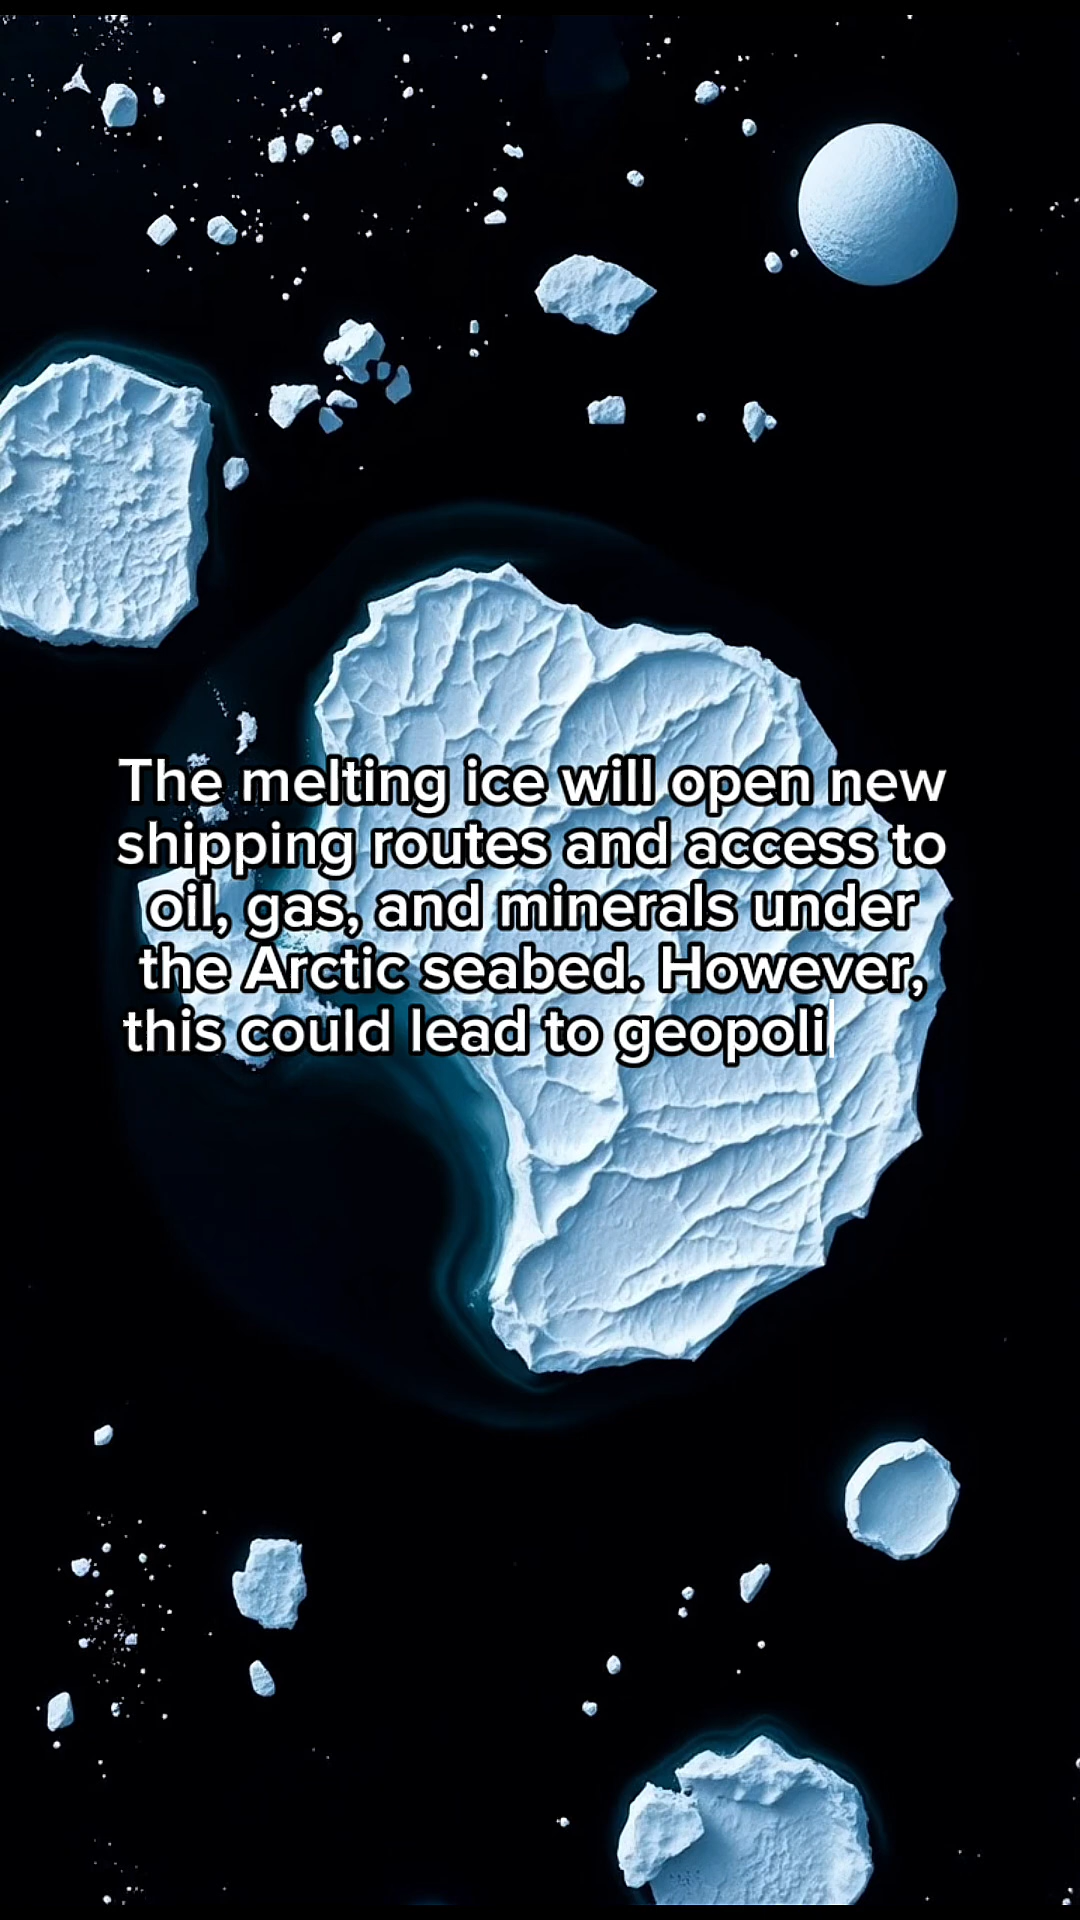 The melting ice will open new
shipping routes and access to
oil, gas, and minerals under
the Arctic seabed. However,
this could lead to geopoli